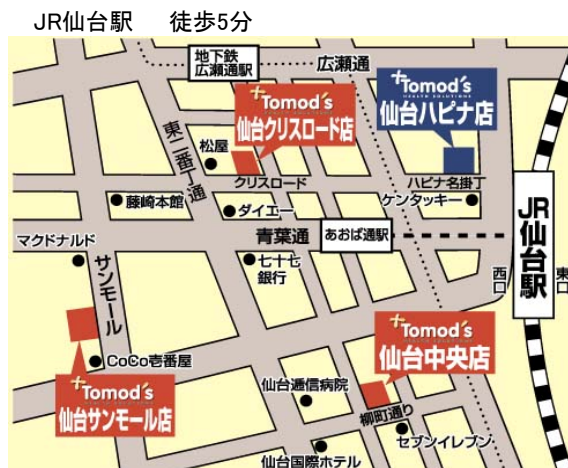 JR仙台駅　徒歩5分
地下鉄
広瀬通駅
広瀬通
Tomod's
仙台クリスロード店
Tomod's
仙台ハピナ店
東二番丁通
松屋
クリスロード
ハピナ名掛丁
藤崎本館
ダイエー
ケンタッキー
青葉通
あおば通駅
JR仙台駅
西口
東口
マクドナルド
サンモール
七十七
銀行
CoCo壱番屋
Tomod's
仙台サンモール店
Tomod's
仙台中央店
仙台逓信病院
柳町通り
セブンイレブン
仙台国際ホテル